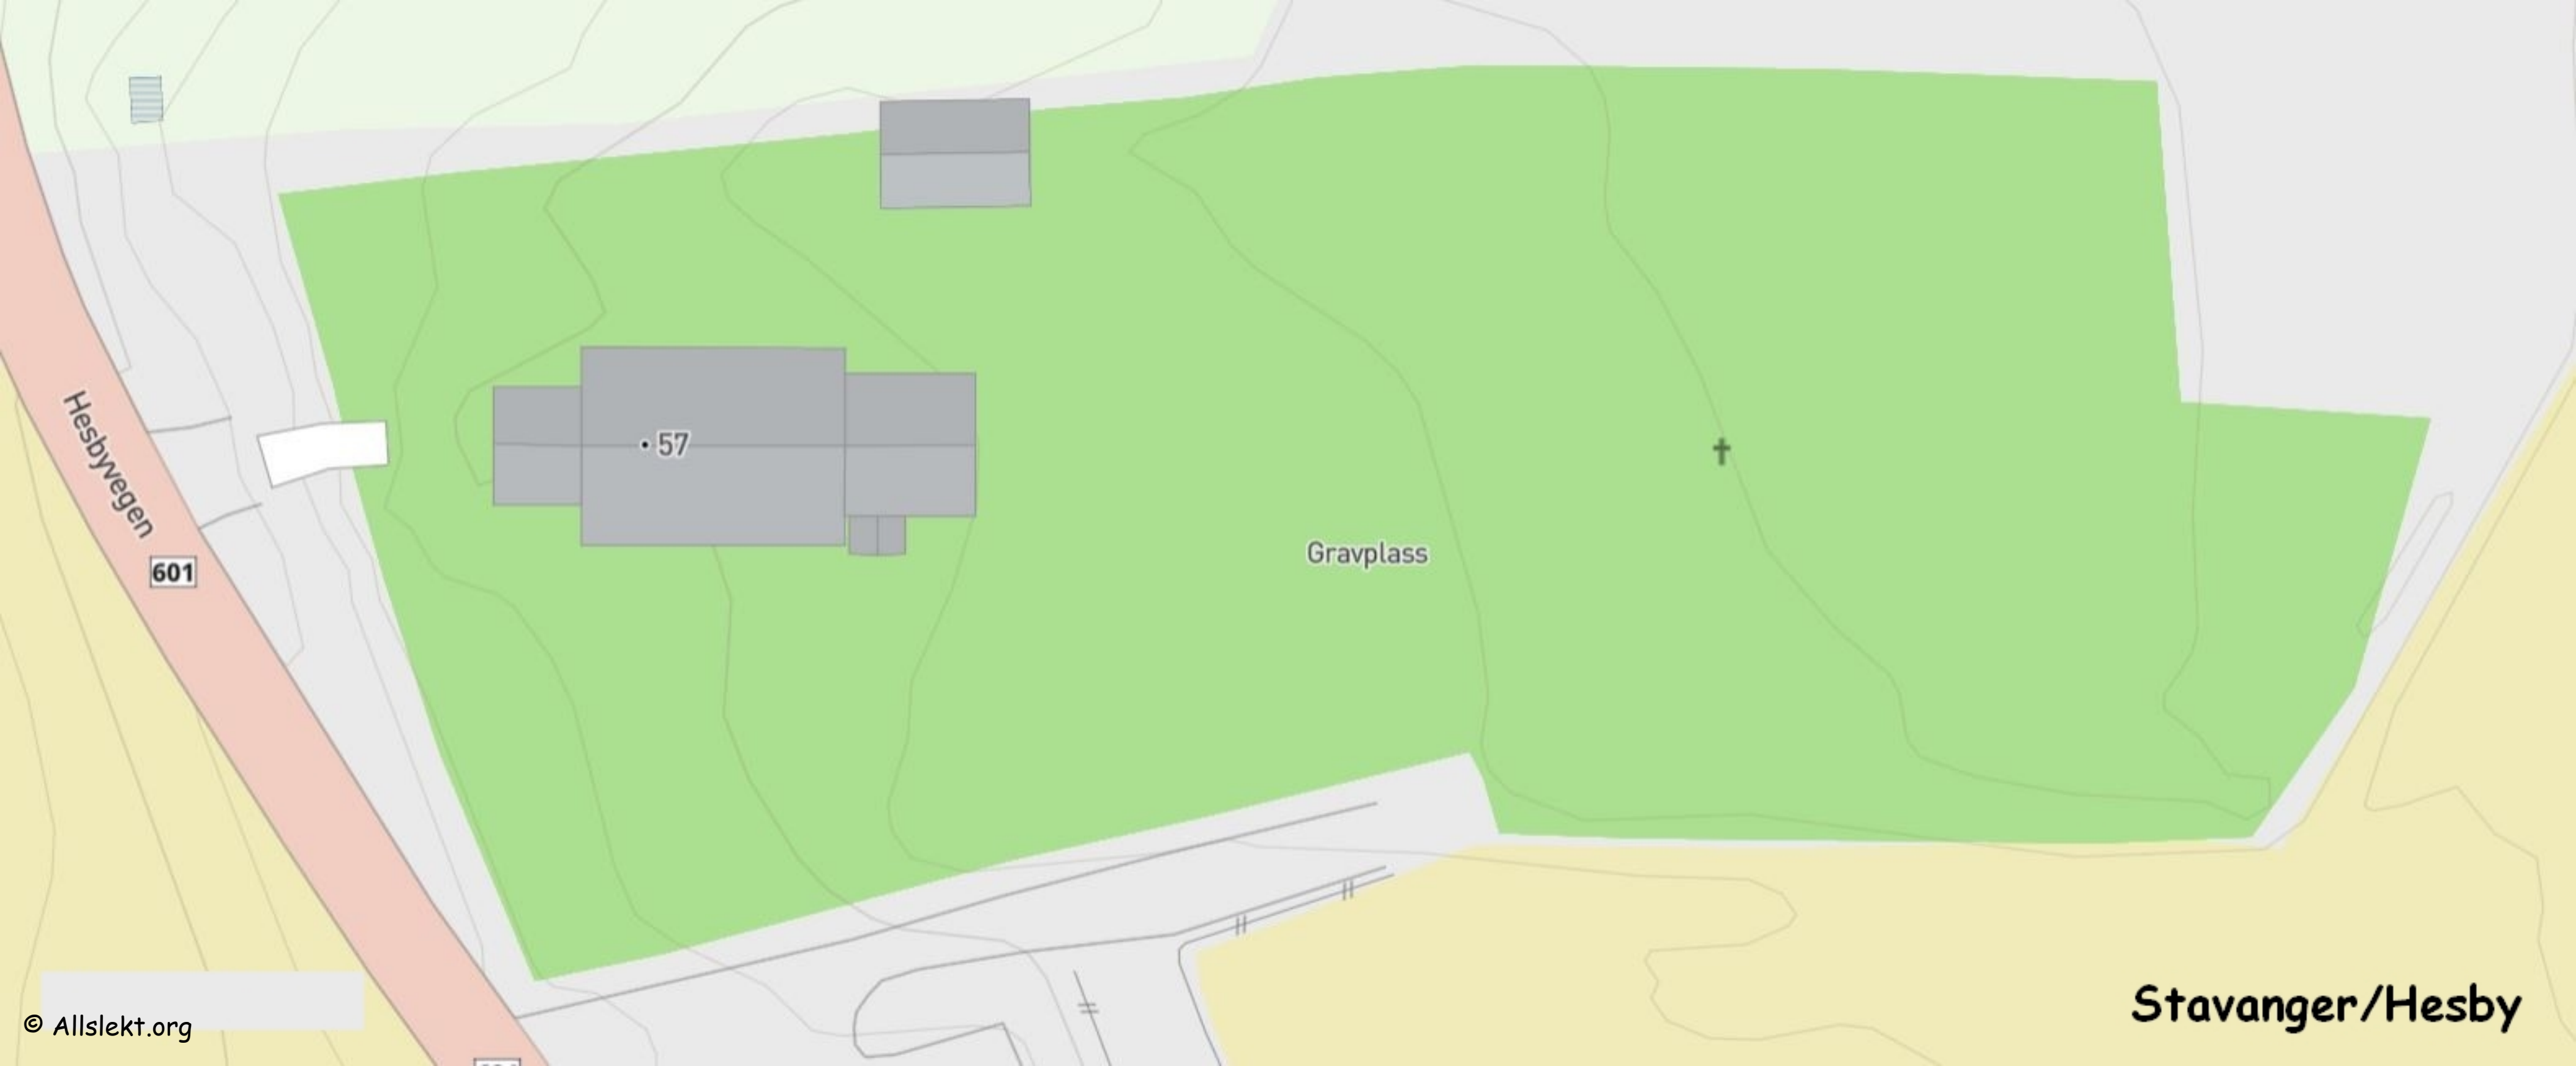 57
Hesbyvegen
Gravplass
601
Stavanger/Hesby
© Allslekt.org